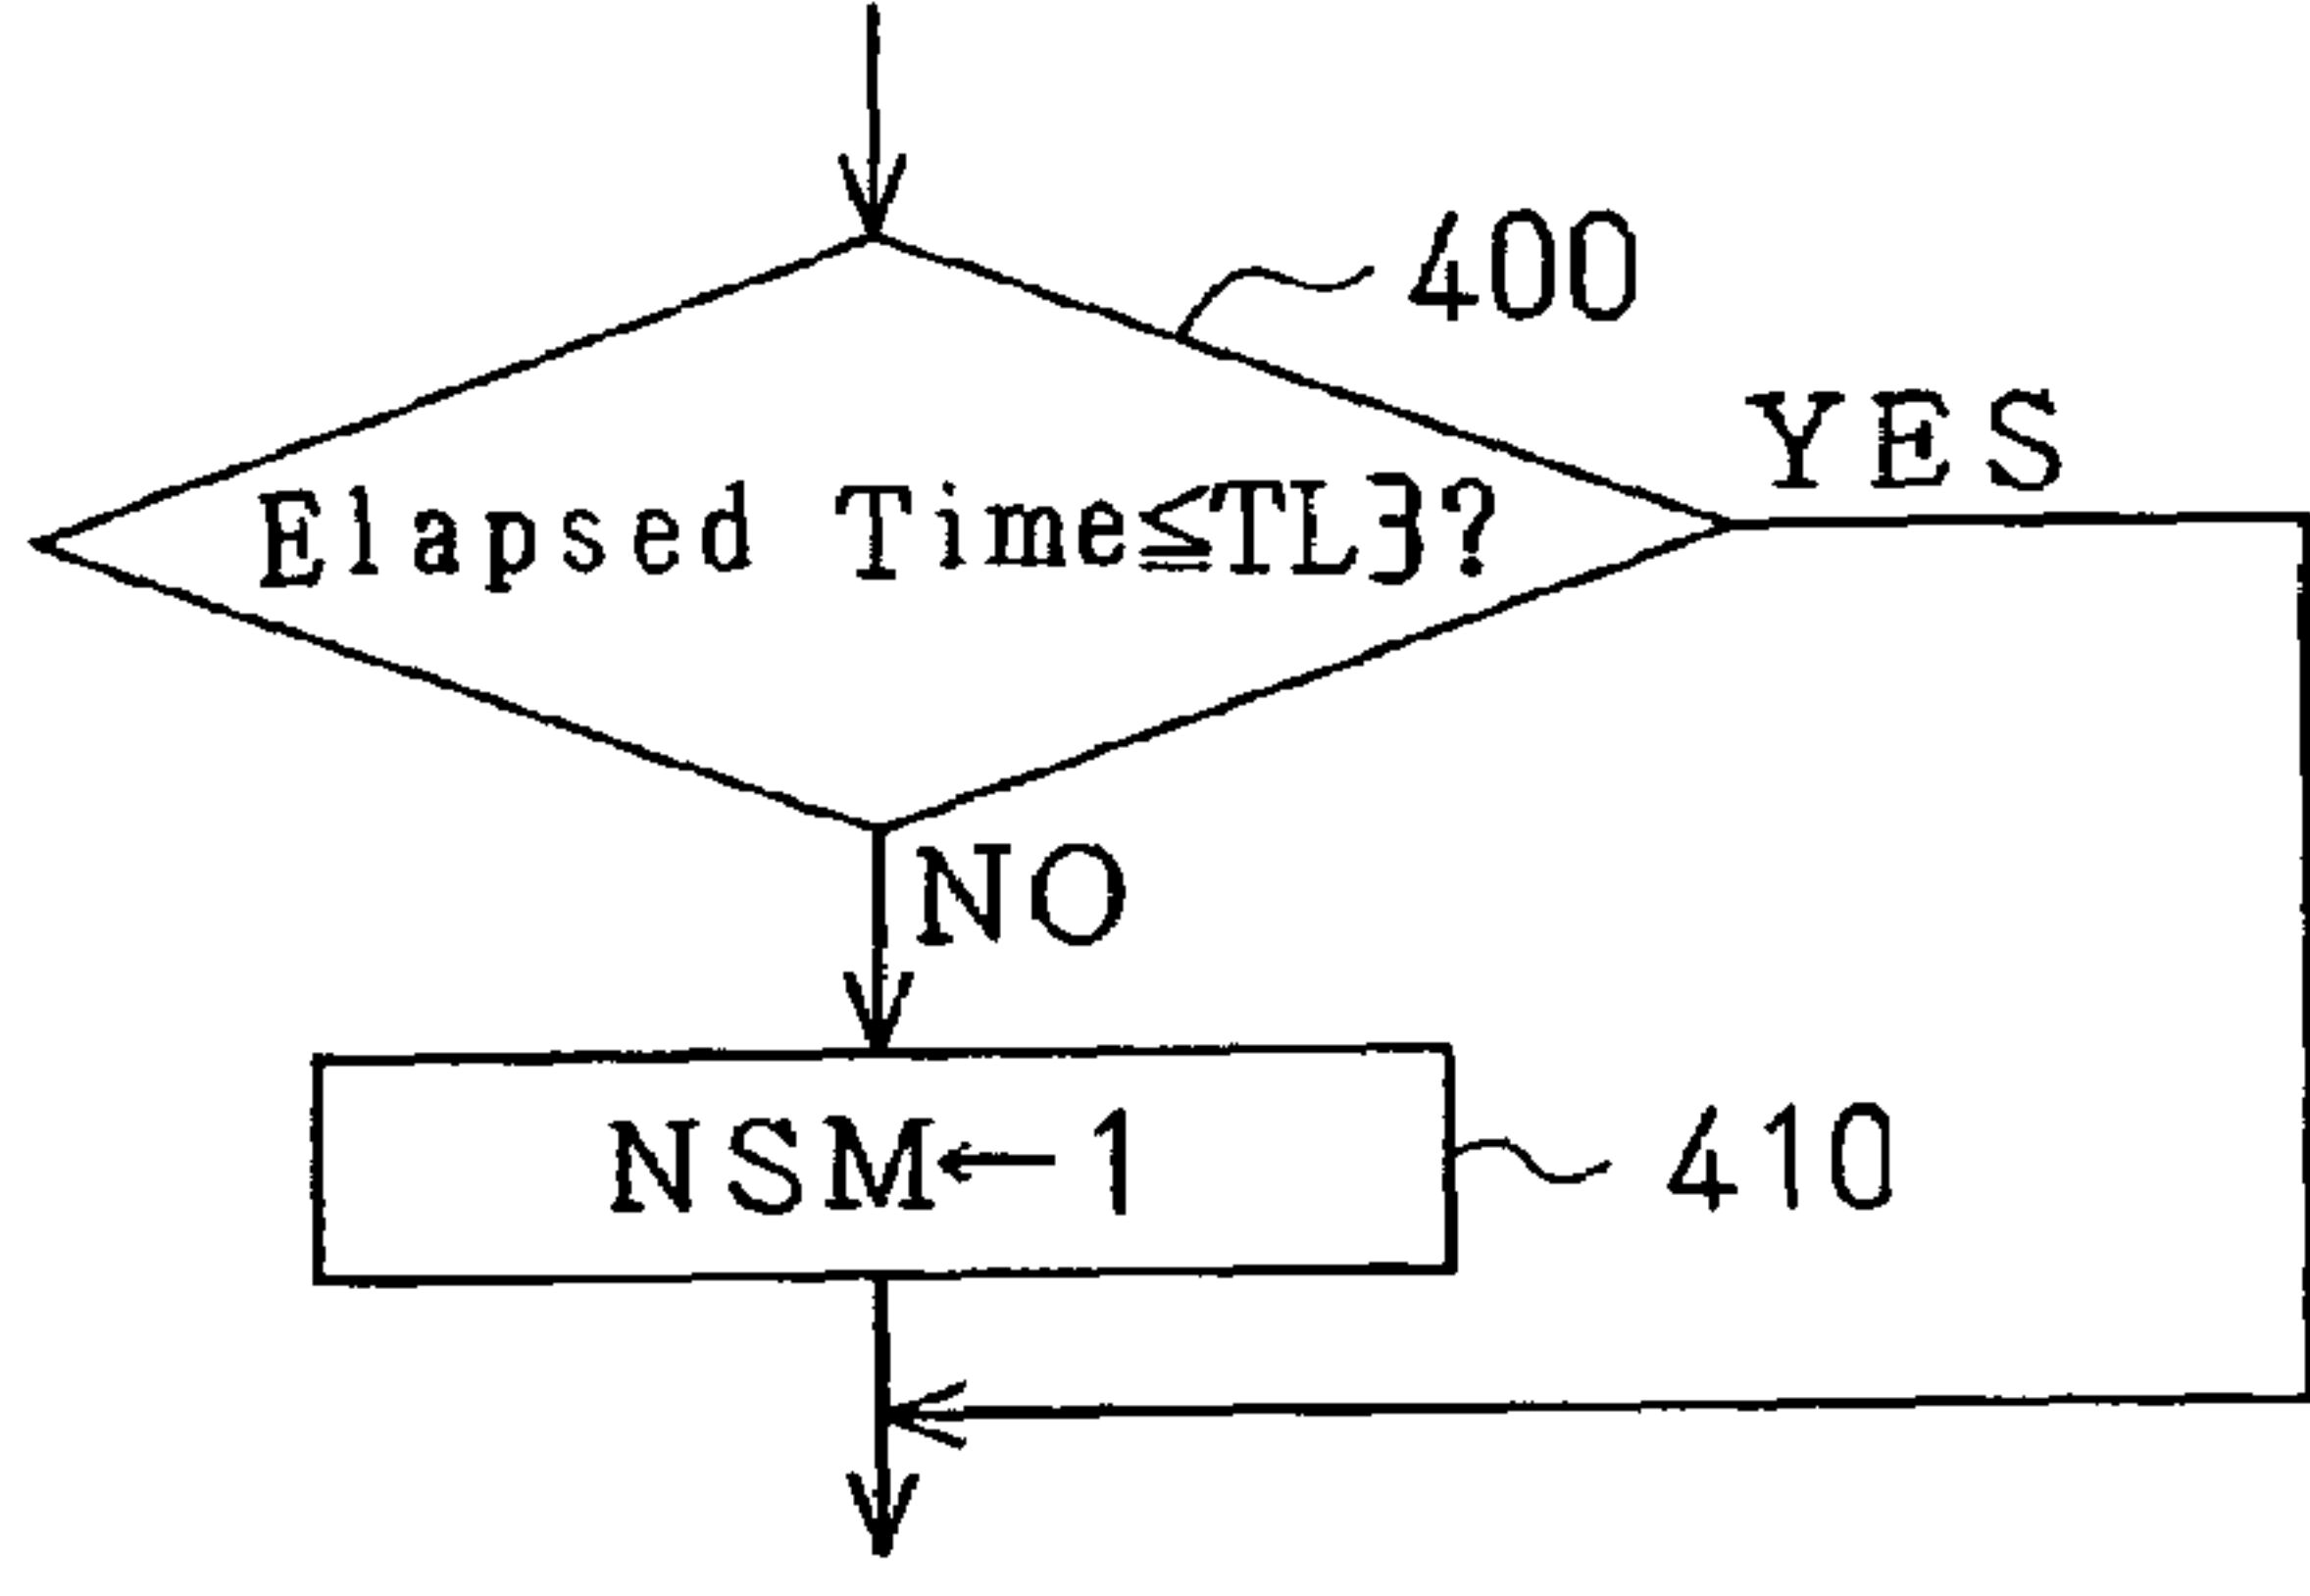 400
YES
Elapsed Time≦TL3?
NO
NSM←1
410